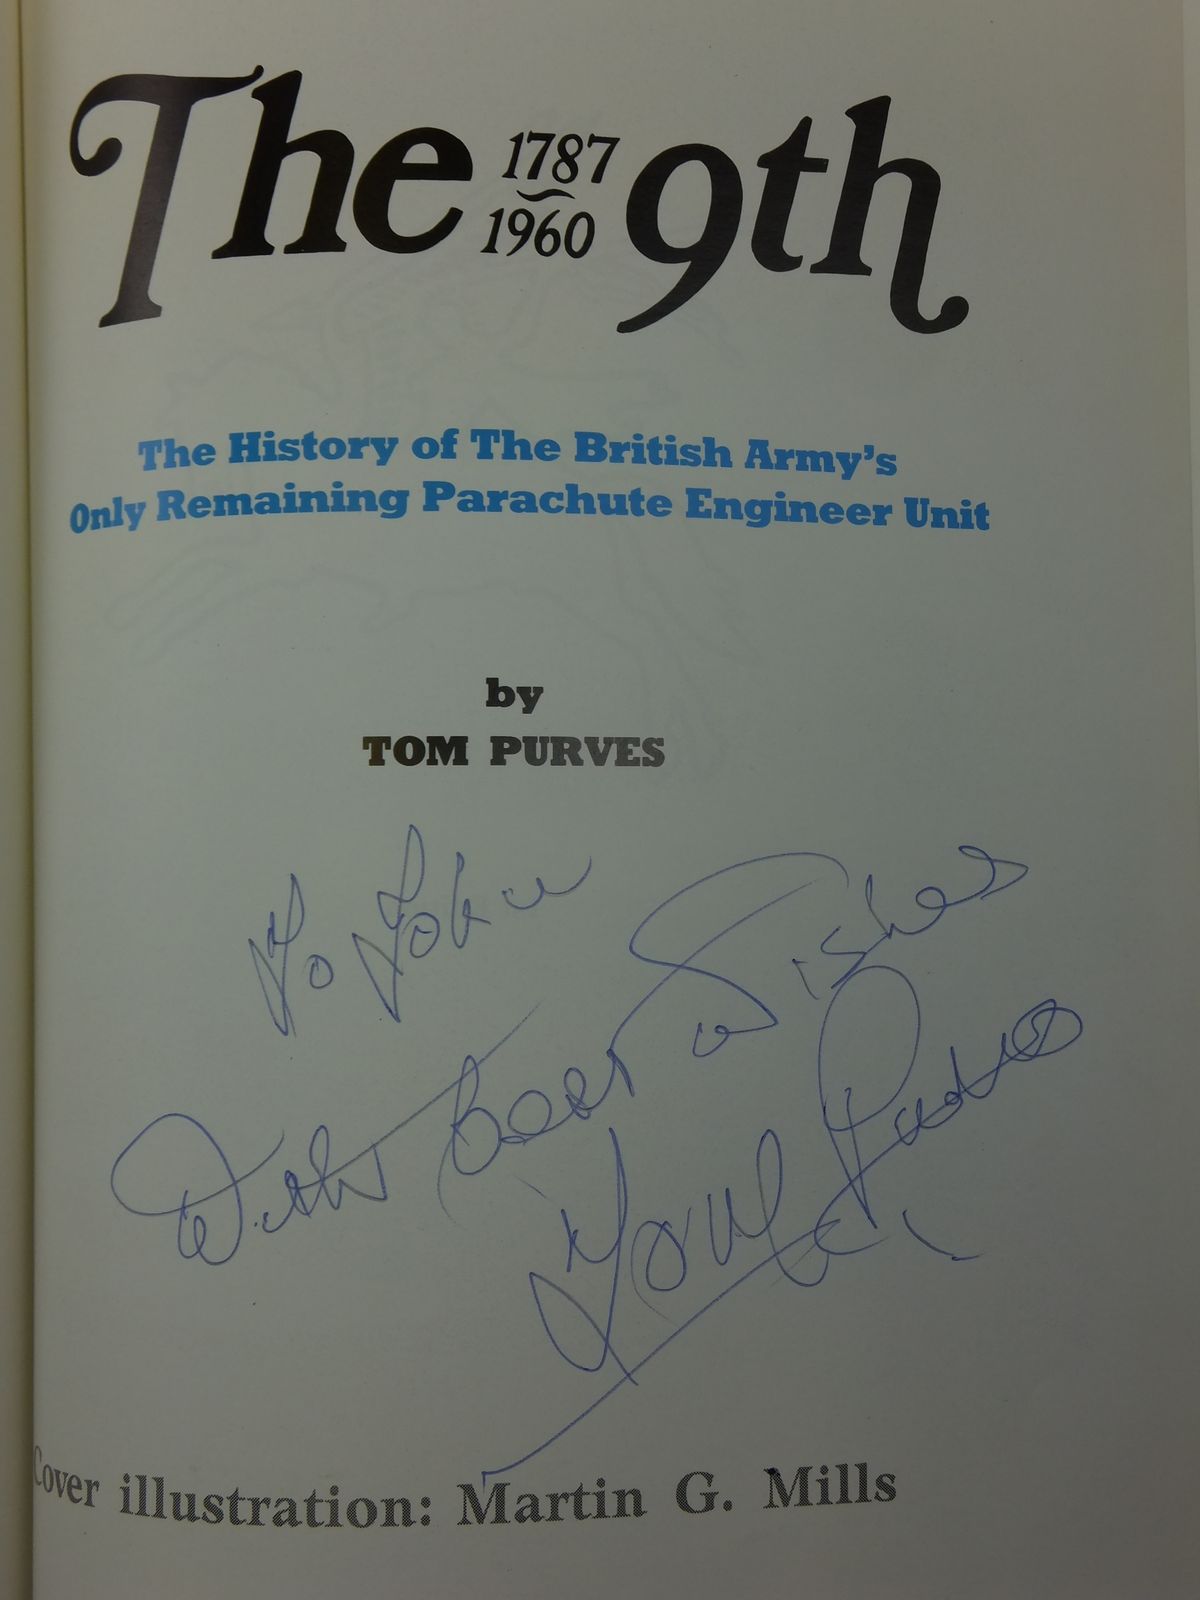 The 1787 ~ 1960 9th
The History of The British Army's
Only Remaining Parachute Engineer Unit
by
TOM PURVES
To John
With Best Wishes
Tom Purves
Cover illustration: Martin G. Mills